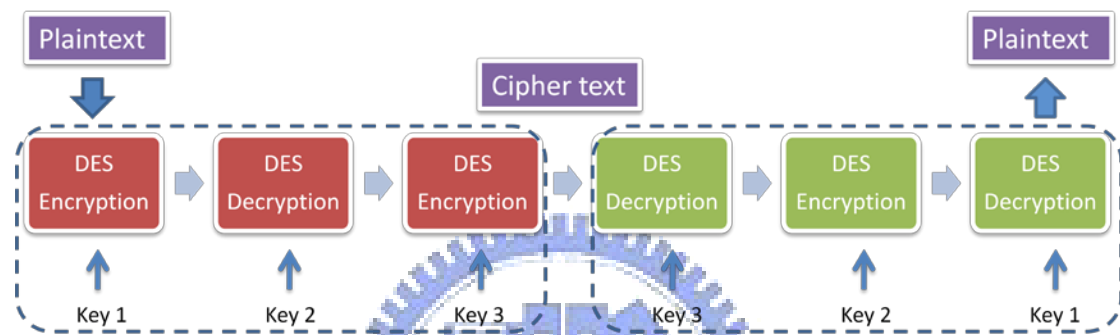 Plaintext
Plaintext
Cipher text
DES
Encryption
DES
Decryption
DES
Encryption
DES
Decryption
DES
Encryption
DES
Decryption
Key 1
Key 2
Key 3
Key 3
Key 2
Key 1